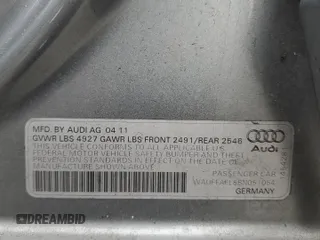 MFD. BY AUDI AG 04 11
GVWR LBS 4927 GAWR LBS FRONT 2491/REAR 2546
THIS VEHICLE CONFORMS TO ALL APPLICABLE
FEDERAL MOTOR VEHICLE SAFETY BUMPER AND THEFT
PREVENTION STANDARDS IN EFFECT ON THE DATE OF
MANUFACTURE SHOWN ABOVE
Audi
PASSENGER CAR
GERMANY